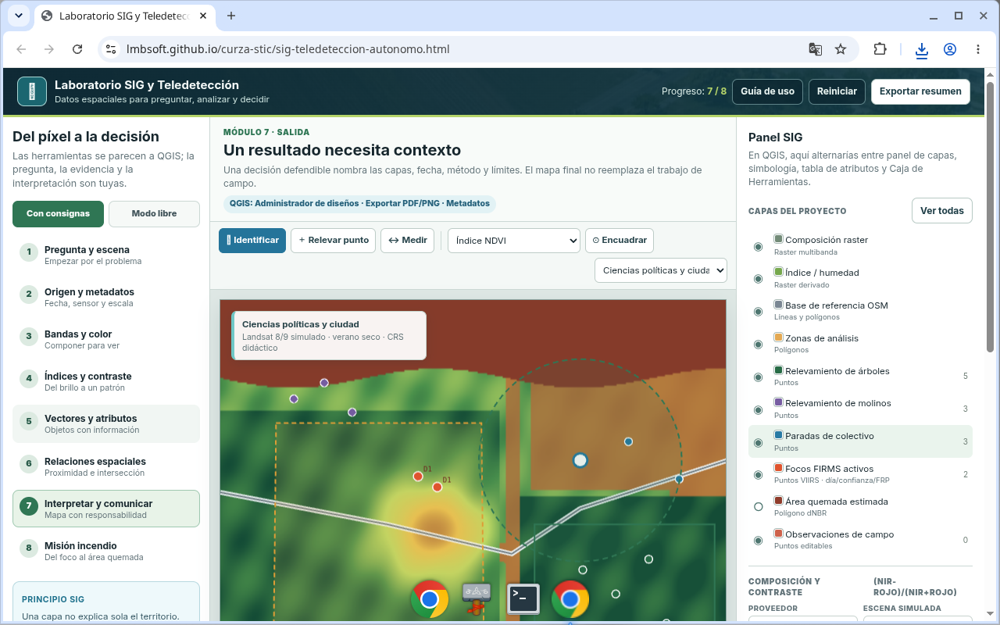 Laboratorio SIG y Teledetecc
lmbsoft.github.io/curza-stic/sig-teledeteccion-autonomo.html
Laboratorio SIG y Teledetección
Datos espaciales para preguntar, analizar y decidir
Progreso: 7 / 8
Guía de uso
Reiniciar
Exportar resumen
Del píxel a la decisión
Las herramientas se parecen a QGIS; la
pregunta, la evidencia y la
interpretación son tuyas.
Con consignas
Modo libre
1
Pregunta y escena
Empezar por el problema
2
Origen y metadatos
Fecha, sensor y escala
3
Bandas y color
Componer para ver
4
Índices y contraste
Del brillo a un patrón
5
Vectores y atributos
Objetos con información
6
Relaciones espaciales
Proximidad e intersección
7
Interpretar y comunicar
Mapa con responsabilidad
8
Misión incendio
Del foco al área quemada
PRINCIPIO SIG
Una capa no explica sola el territorio.
MÓDULO 7 · SALIDA
Un resultado necesita contexto
Una decisión defendible nombra las capas, fecha, método y límites. El mapa final no reemplaza el trabajo de
campo.
QGIS: Administrador de diseños · Exportar PDF/PNG · Metadatos
Identificar
+ Relevar punto
↔ Medir
Índice NDVI
⊙ Encuadrar
Ciencias políticas y ciuda
Ciencias políticas y ciudad
Landsat 8/9 simulado · verano seco · CRS
didáctico
D1
D1
Panel SIG
En QGIS, aquí alternarías entre panel de capas,
simbología, tabla de atributos y Caja de
Herramientas.
CAPAS DEL PROYECTO
Ver todas
Composición raster
Raster multibanda
Índice / humedad
Raster derivado
Base de referencia OSM
Líneas y polígonos
Zonas de análisis
Polígonos
Relevamiento de árboles
Puntos
5
Relevamiento de molinos
Puntos
3
Paradas de colectivo
Puntos
3
Focos FIRMS activos
Puntos VIIRS · día/confianza/FRP
2
Área quemada estimada
Polígono dNBR
Observaciones de campo
Puntos editables
0
COMPOSICIÓN Y
CONTRASTE
(NIR-
ROJO)/(NIR+ROJO)
PROVEEDOR
ESCENA SIMULADA